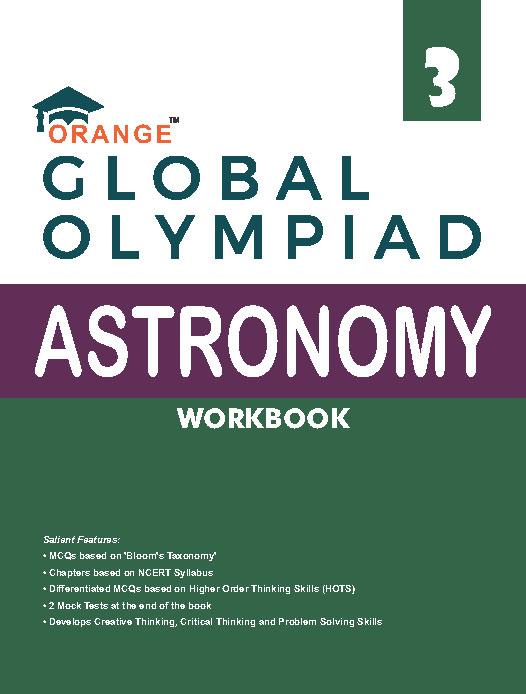 3
ORANGE™
GLOBAL
OLYMPIAD
ASTRONOMY
WORKBOOK
Salient Features:
• MCQs based on 'Bloom's Taxonomy'
• Chapters based on NCERT Syllabus
• Differentiated MCQs based on Higher Order Thinking Skills (HOTS)
• 2 Mock Tests at the end of the book
• Develops Creative Thinking, Critical Thinking and Problem Solving Skills